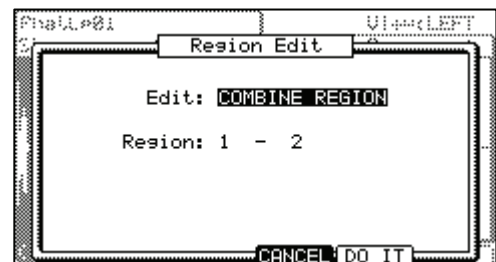 Region Edit
Edit: COMBINE REGION
Region: 1 - 2
CANCEL DO IT